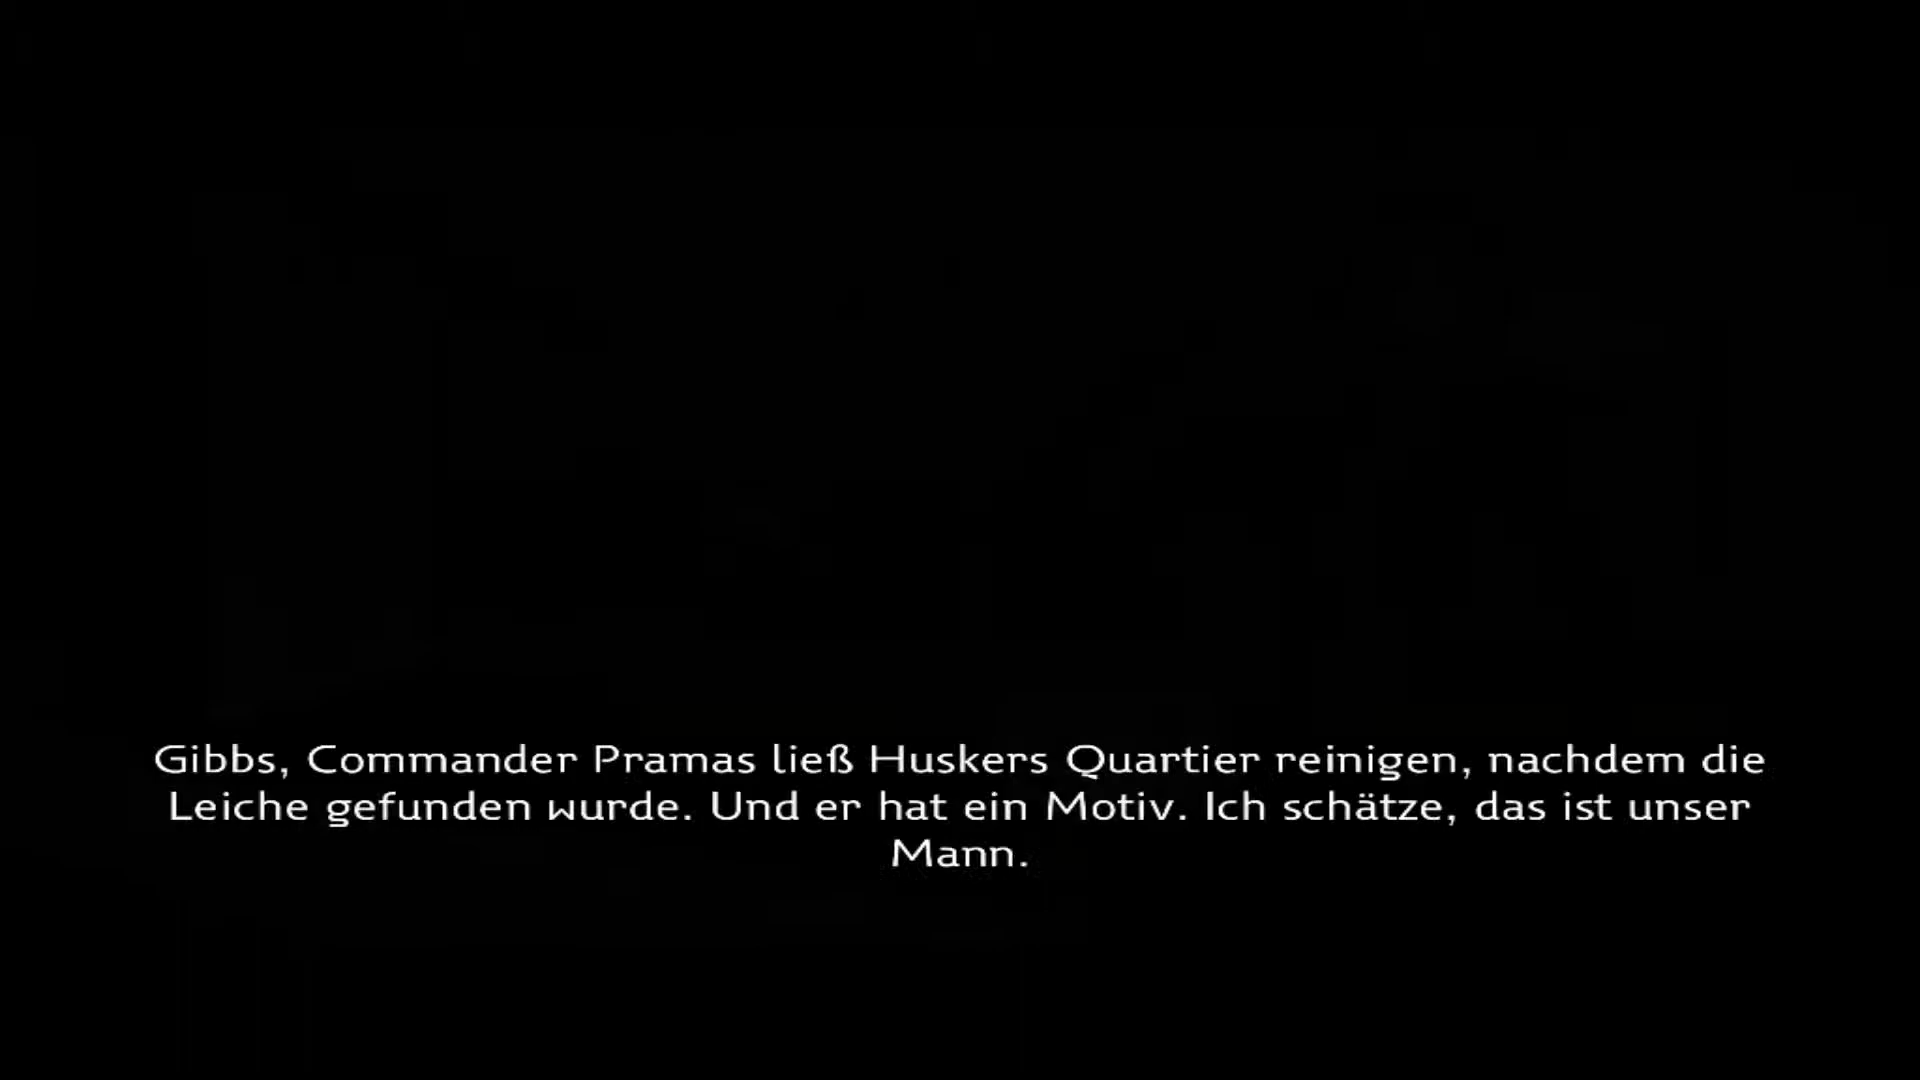 Gibbs, Commander Pramas ließ Huskers Quartier reinigen, nachdem die
Leiche gefunden wurde. Und er hat ein Motiv. Ich schätze, das ist unser
Mann.